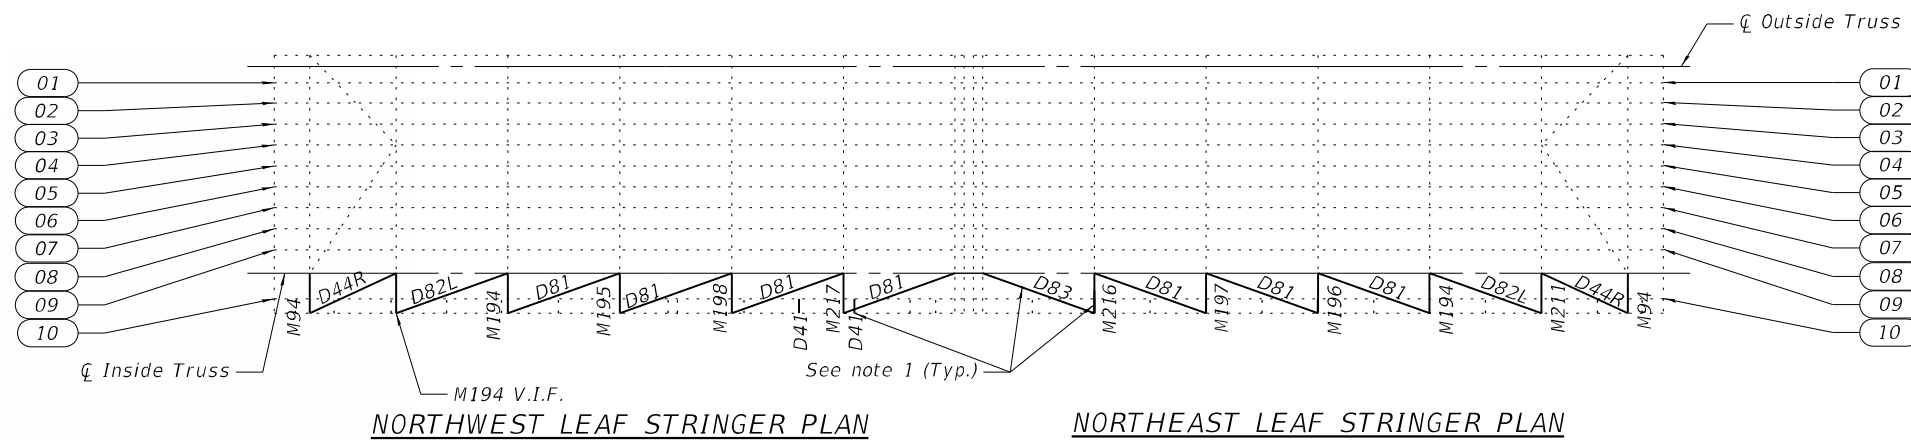 ℄ Outside Truss
01
02
03
04
05
06
07
08
09
10
01
02
03
04
05
06
07
08
09
10
M94
D44R
D82L
M194
D81
M195
D81
M198
D81
D41
M217
D41
D81
D83
M216
D81
M197
D81
M196
D81
M194
D82L
M211
D44R
M94
℄ Inside Truss
See note 1 (Typ.)
M194 V.I.F.
NORTHWEST LEAF STRINGER PLAN
NORTHEAST LEAF STRINGER PLAN